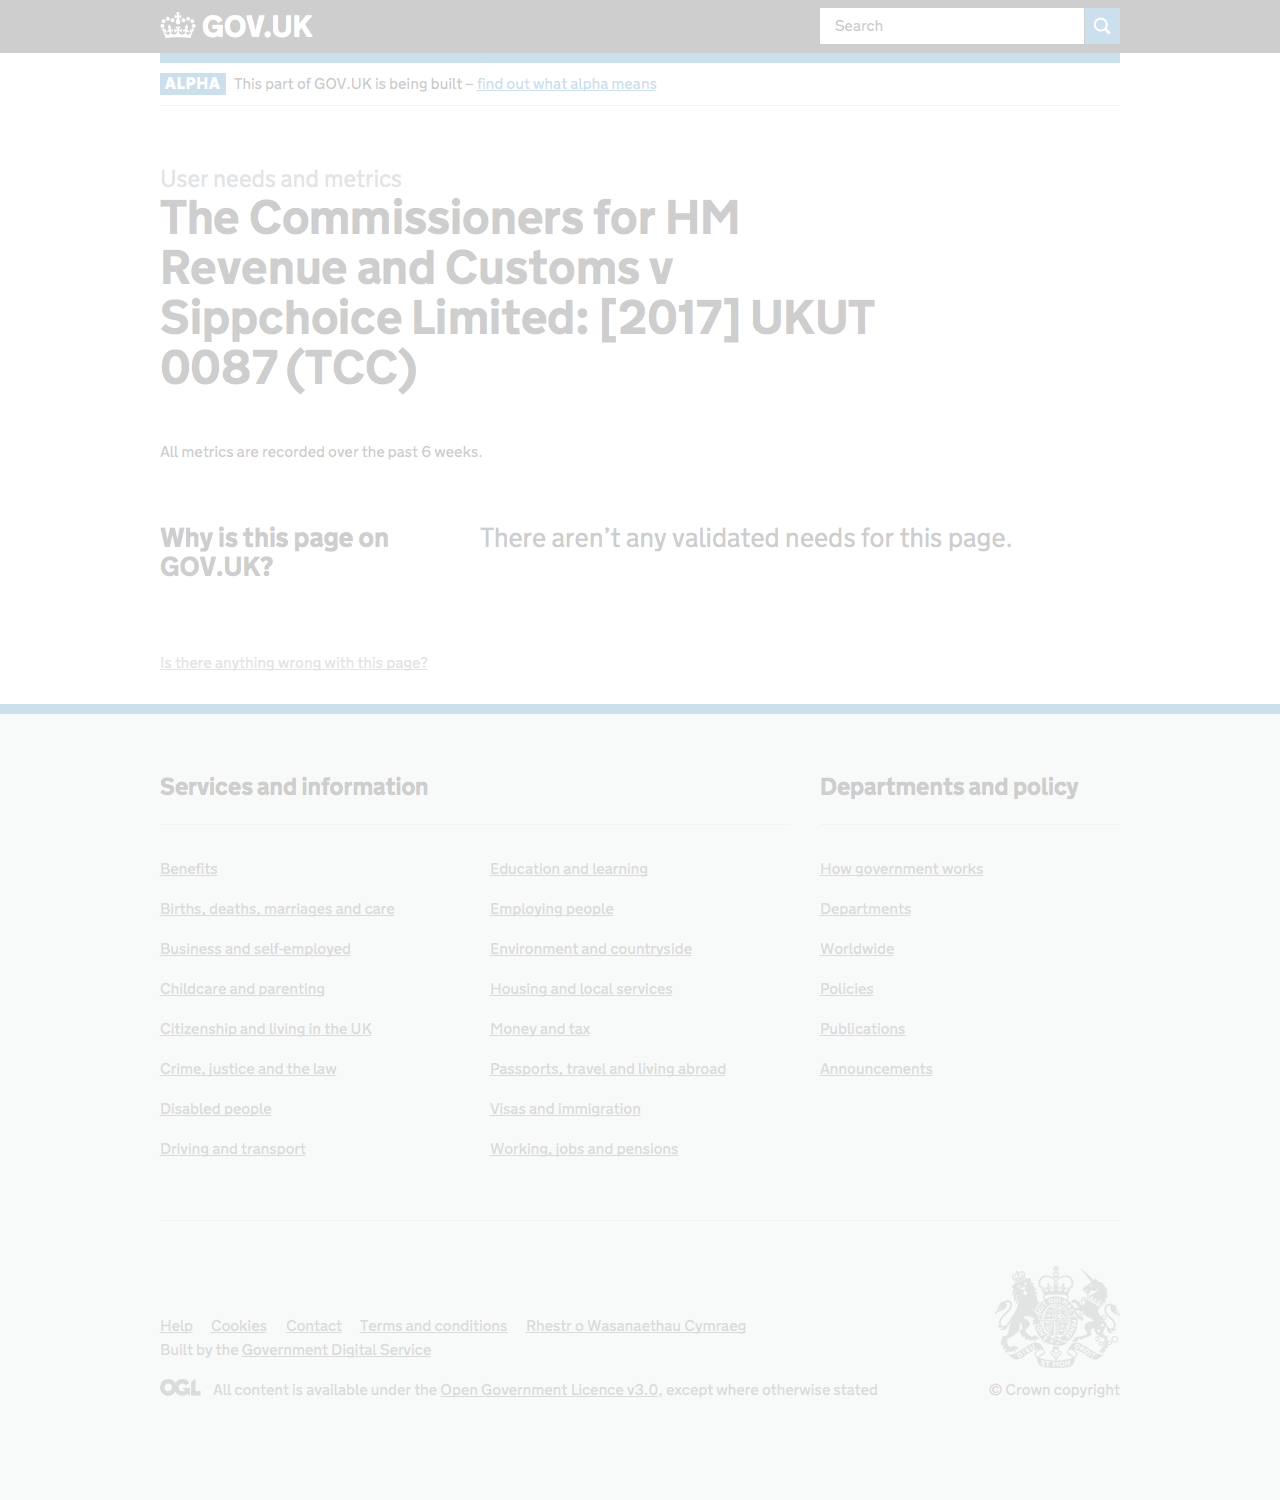 GOV.UK
Search
ALPHA This part of GOV.UK is being built – find out what alpha means
User needs and metrics
The Commissioners for HM
Revenue and Customs v
Sippchoice Limited: [2017] UKUT
0087 (TCC)
All metrics are recorded over the past 6 weeks.
Why is this page on
GOV.UK?
There aren’t any validated needs for this page.
Is there anything wrong with this page?
Services and information
Benefits
Births, deaths, marriages and care
Business and self-employed
Childcare and parenting
Citizenship and living in the UK
Crime, justice and the law
Disabled people
Driving and transport
Education and learning
Employing people
Environment and countryside
Housing and local services
Money and tax
Passports, travel and living abroad
Visas and immigration
Working, jobs and pensions
Departments and policy
How government works
Departments
Worldwide
Policies
Publications
Announcements
Help Cookies Contact Terms and conditions Rhestr o Wasanaethau Cymraeg
Built by the Government Digital Service
OGL All content is available under the Open Government Licence v3.0, except where otherwise stated
© Crown copyright